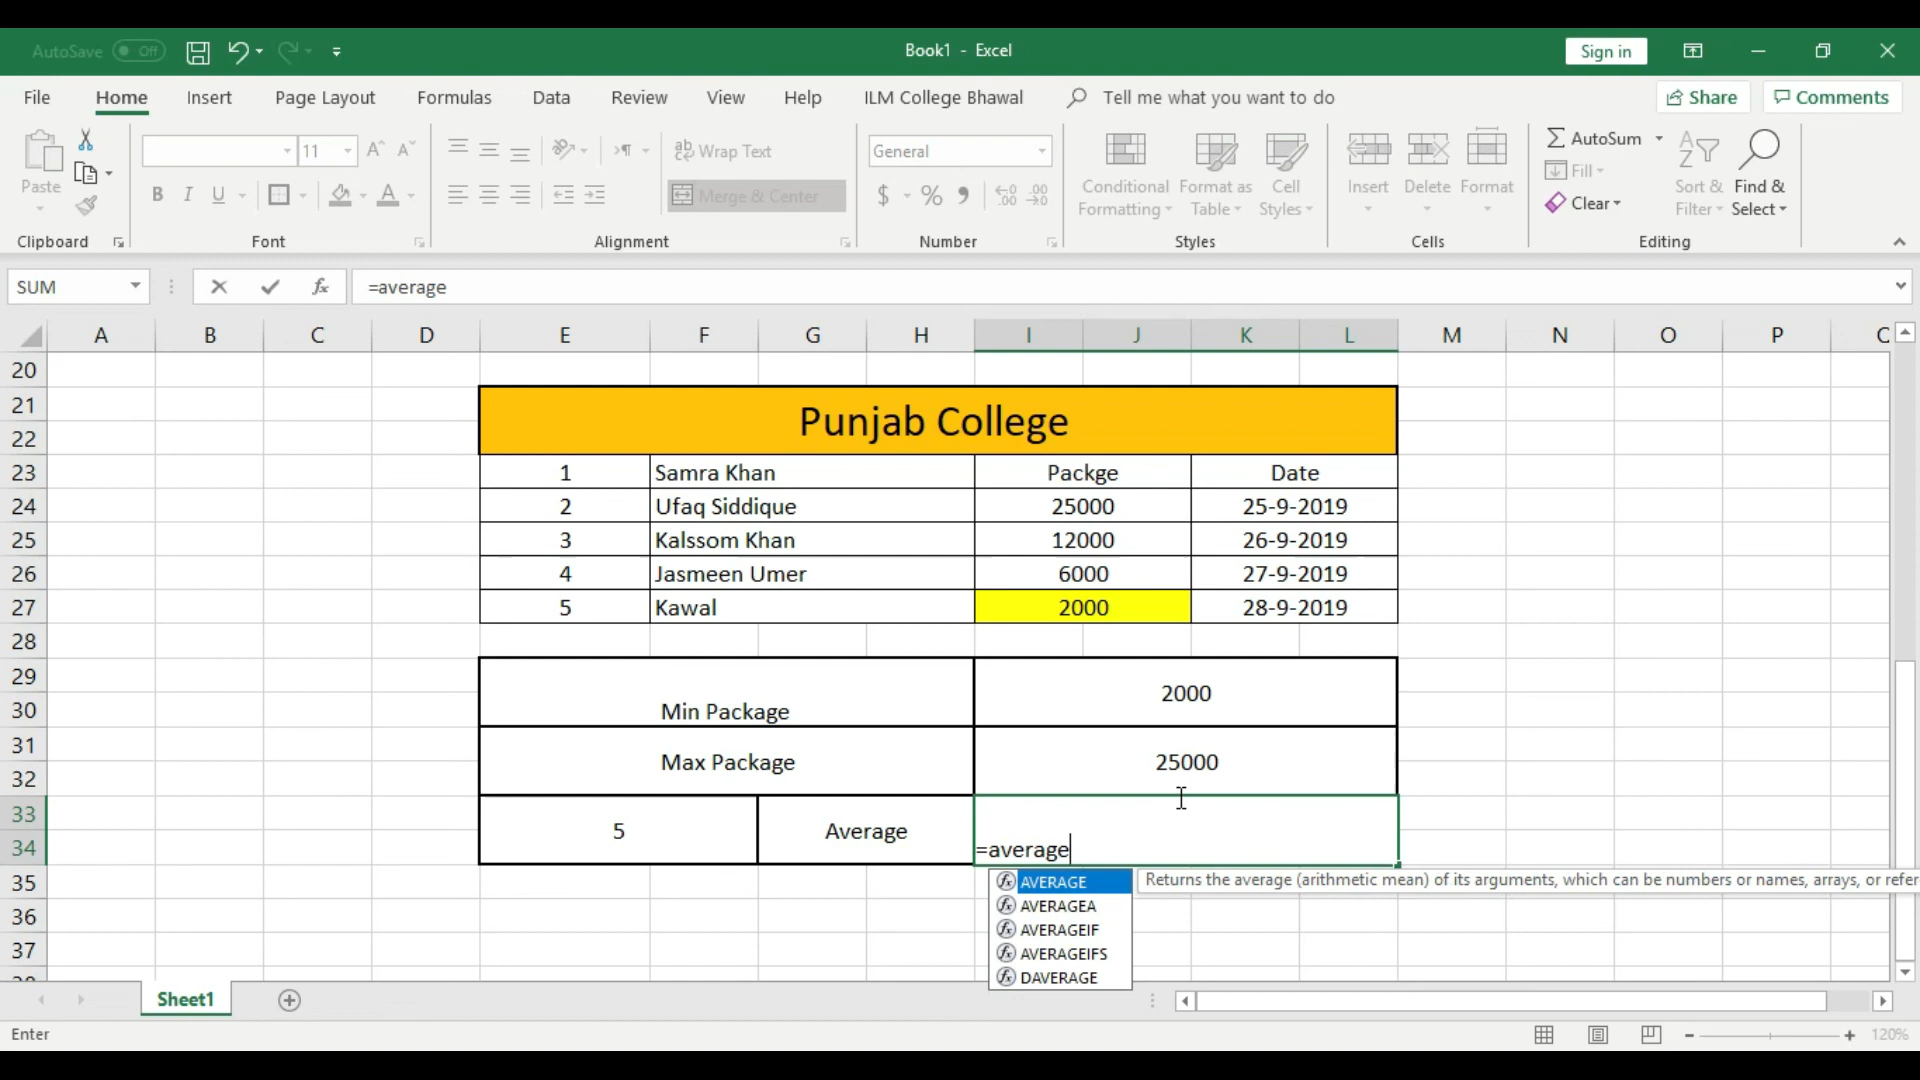 AutoSave Off Book1 - Excel Sign in
File Home Insert Page Layout Formulas Data Review View Help ILM College Bhawal Tell me what you want to do Share Comments
Paste
Clipboard
11
B I U A
Font
Wrap Text
Merge & Center
Alignment
General
$ % 9
Number
Conditional Formatting
Format as Table
Cell Styles
Styles
Insert Delete Format
Cells
AutoSum
Fill
Clear
Sort & Filter
Find & Select
Editing
SUM fx =average
A B C D E F G H I J K L M N O P
20
21
22
Punjab College
23 1 Samra Khan Packge Date
24 2 Ufaq Siddique 25000 25-9-2019
25 3 Kalssom Khan 12000 26-9-2019
26 4 Jasmeen Umer 6000 27-9-2019
27 5 Kawal 2000 28-9-2019
28
29
30
Min Package 2000
31
32
Max Package 25000
33
34
5 Average =average
35
36
37
AVERAGE Returns the average (arithmetic mean) of its arguments, which can be numbers or names, arrays, or refer
AVERAGEA
AVERAGEIF
AVERAGEIFS
DAVERAGE
Sheet1
Enter 120%